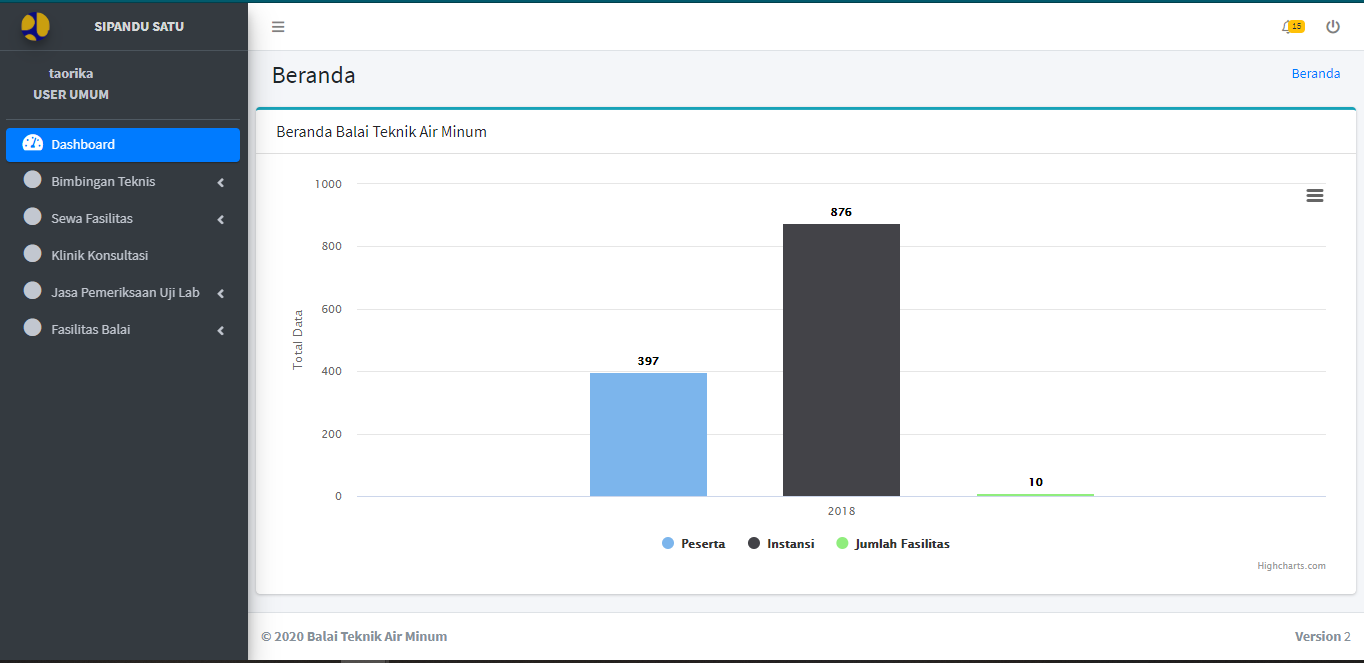 SIPANDU SATU
15
taorika
USER UMUM
Beranda
Beranda
Dashboard
Bimbingan Teknis
Sewa Fasilitas
Klinik Konsultasi
Jasa Pemeriksaan Uji Lab
Fasilitas Balai
Beranda Balai Teknik Air Minum
1000
800
600
400
200
0
Total Data
397
876
10
2018
Peserta
Instansi
Jumlah Fasilitas
Highcharts.com
© 2020 Balai Teknik Air Minum
Version 2